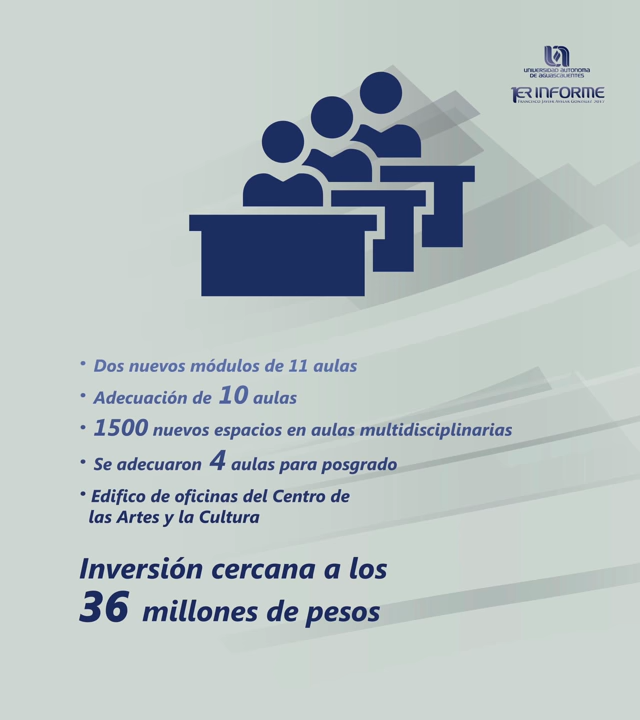 UNIVERSIDAD AUTONOMA
DE AGUASCALIENTES
1ER INFORME
FRANCISCO JAVIER AVELAR GONZÁLEZ 2017
• Dos nuevos módulos de 11 aulas
• Adecuación de 10 aulas
• 1500 nuevos espacios en aulas multidisciplinarias
• Se adecuaron 4 aulas para posgrado
• Edifico de oficinas del Centro de
las Artes y la Cultura
Inversión cercana a los
36 millones de pesos